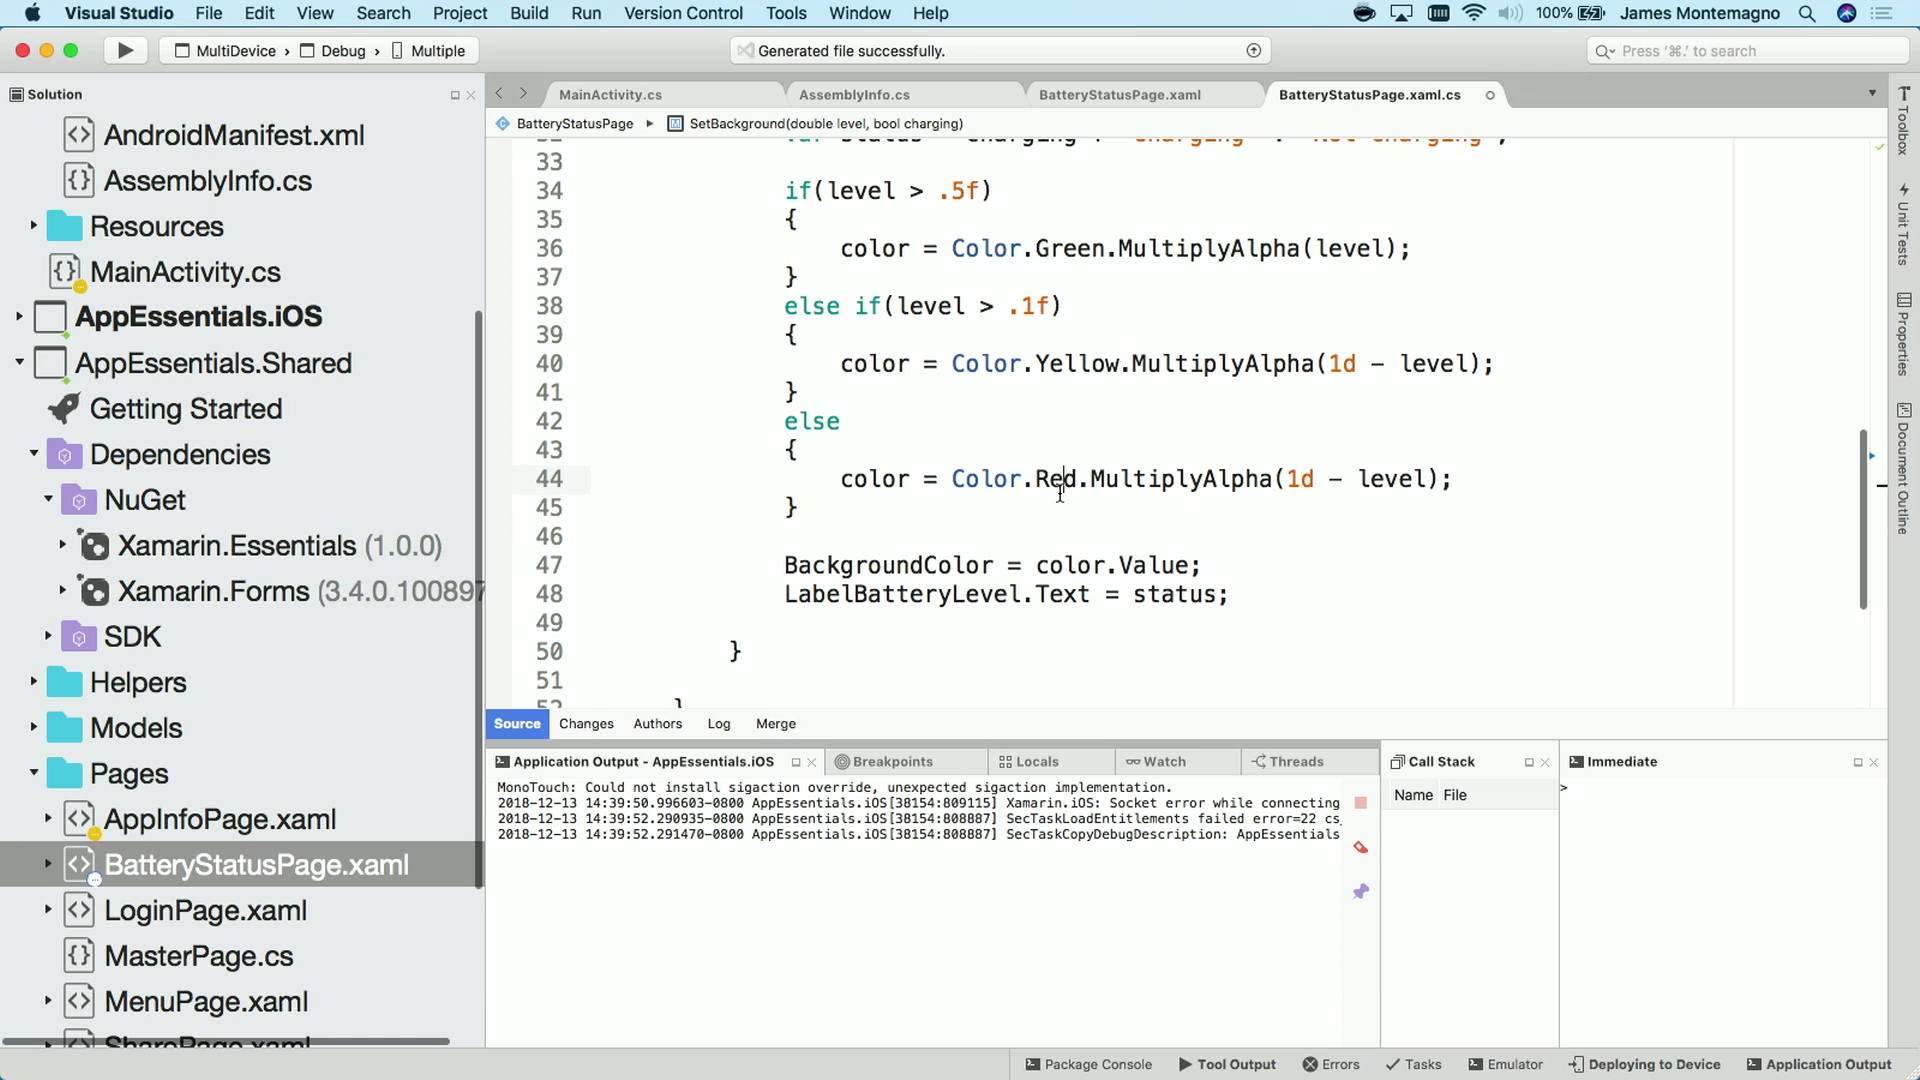 Visual Studio File Edit View Search Project Build Run Version Control Tools Window Help 100% James Montemagno
MultiDevice › Debug › Multiple
Generated file successfully.
Press '⌘.' to search
Solution
AndroidManifest.xml
AssemblyInfo.cs
Resources
MainActivity.cs
AppEssentials.iOS
AppEssentials.Shared
Getting Started
Dependencies
NuGet
Xamarin.Essentials (1.0.0)
Xamarin.Forms (3.4.0.100897
SDK
Helpers
Models
Pages
AppInfoPage.xaml
BatteryStatusPage.xaml
LoginPage.xaml
MasterPage.cs
MenuPage.xaml
SharePage.xaml
MainActivity.cs AssemblyInfo.cs BatteryStatusPage.xaml BatteryStatusPage.xaml.cs
BatteryStatusPage SetBackground(double level, bool charging)
32 var status = charging ? "Charging" : "Not charging";
33
34 if(level > .5f)
35 {
36 color = Color.Green.MultiplyAlpha(level);
37 }
38 else if(level > .1f)
39 {
40 color = Color.Yellow.MultiplyAlpha(1d - level);
41 }
42 else
43 {
44 color = Color.Red.MultiplyAlpha(1d - level);
45 }
46
47 BackgroundColor = color.Value;
48 LabelBatteryLevel.Text = status;
49
50 }
51
52 }
Source Changes Authors Log Merge
Application Output - AppEssentials.iOS Breakpoints Locals Watch Threads
MonoTouch: Could not install sigaction override, unexpected sigaction implementation.
2018-12-13 14:39:50.996603-0800 AppEssentials.iOS[38154:809115] Xamarin.iOS: Socket error while connecting
2018-12-13 14:39:52.290935-0800 AppEssentials.iOS[38154:808887] SecTaskLoadEntitlements failed error=22 cs
2018-12-13 14:39:52.291470-0800 AppEssentials.iOS[38154:808887] SecTaskCopyDebugDescription: AppEssentials
Call Stack
Name File
Immediate
>
Toolbox
Unit Tests
Properties
Document Outline
Package Console Tool Output Errors Tasks Emulator Deploying to Device Application Output